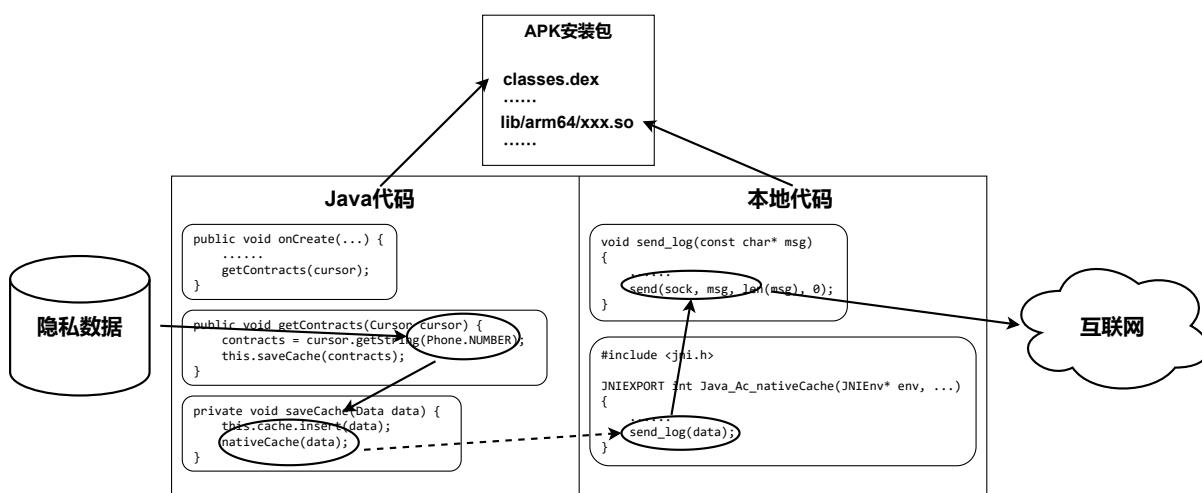 APK安装包
classes.dex
......
lib/arm64/xxx.so
......
Java代码
本地代码
public void onCreate(...) {
......
getContracts(cursor);
}
public void getContracts(Cursor cursor) {
contracts = cursor.getString(Phone.NUMBER);
this.saveCache(contracts);
}
private void saveCache(Data data) {
this.cache.insert(data);
nativeCache(data);
}
void send_log(const char* msg)
{
......
send(sock, msg, len(msg), 0);
}
#include <jni.h>
JNIEXPORT int Java_Ac_nativeCache(JNIEnv* env, ...)
{
......
send_log(data);
}
隐私数据
互联网